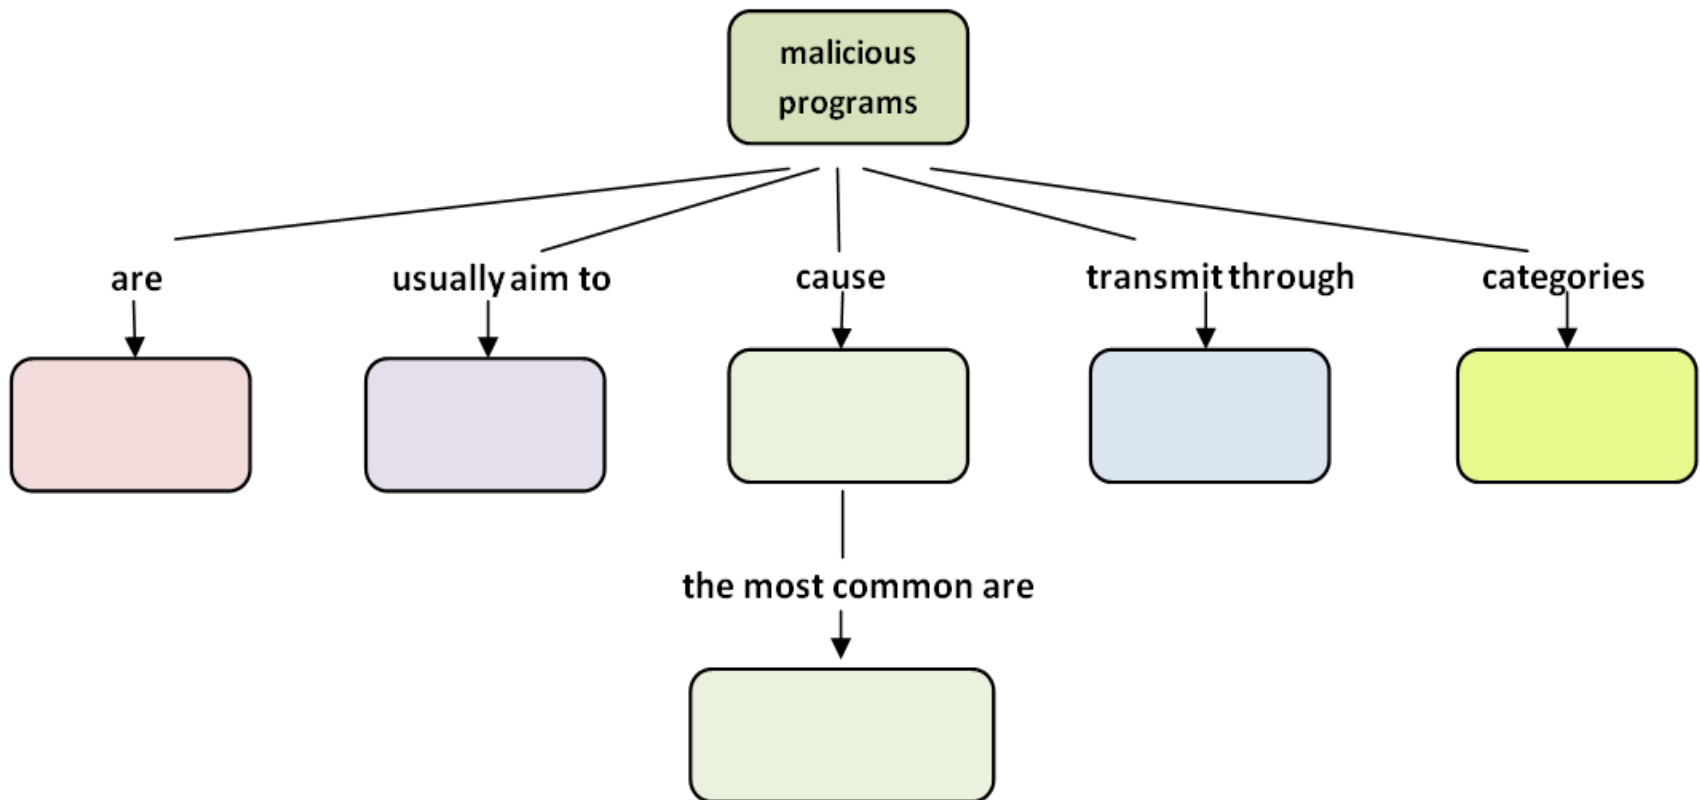 malicious
programs
are
usually aim to
cause
transmit through
categories
the most common are